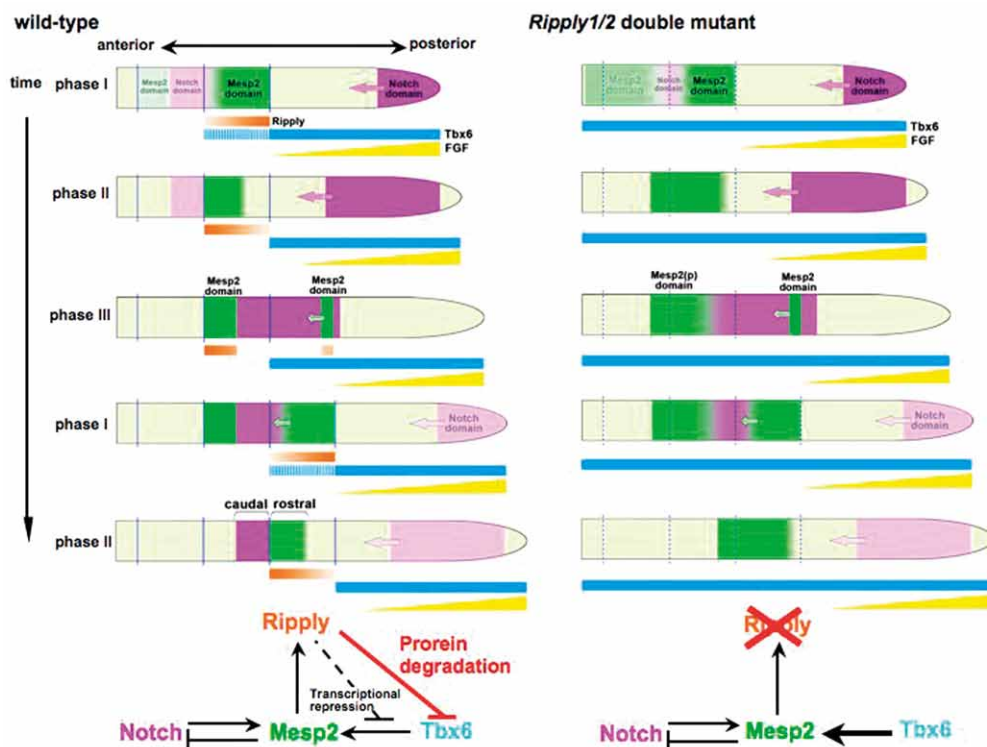 wild-type
Ripply1/2 double mutant
anterior
posterior
time
phase I
Mesp2 domain
Notch domain
Mesp2 domain
Notch domain
Mesp2 domain
Notch domain
Mesp2 domain
Notch domain
Ripply
Tbx6
FGF
Tbx6
FGF
phase II
Mesp2 domain
Mesp2 domain
Mesp2(p) domain
Mesp2 domain
phase III
phase I
Notch domain
Notch domain
caudal
rostral
phase II
Ripply
Prorein degradation
Transcriptional repression
Notch
Mesp2
Tbx6
Ripply
Notch
Mesp2
Tbx6